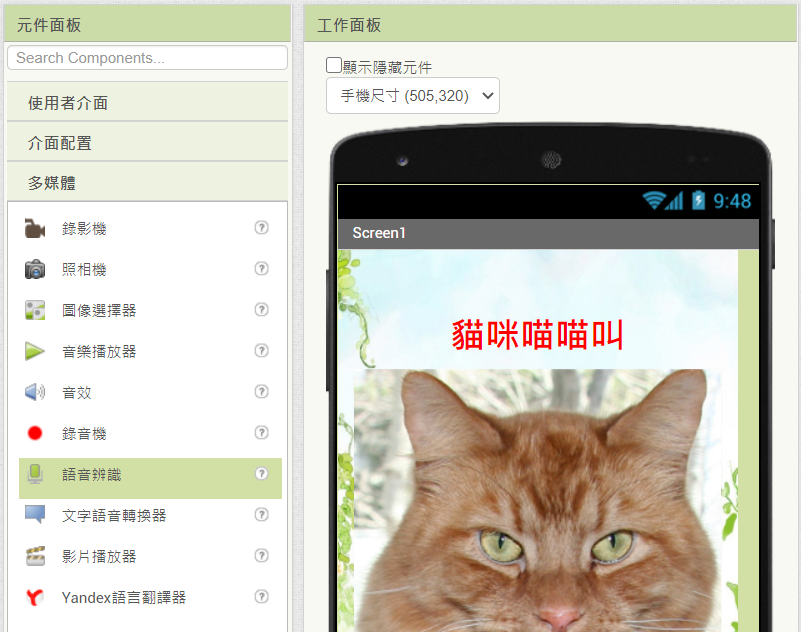 元件面板
Search Components...
使用者介面
介面配置
多媒體
錄影機
照相機
圖像選擇器
音樂播放器
音效
錄音機
語音辨識
文字語音轉換器
影片播放器
Yandex語言翻譯器
工作面板
顯示隱藏元件
手機尺寸 (505,320)
9:48
Screen1
貓咪喵喵叫